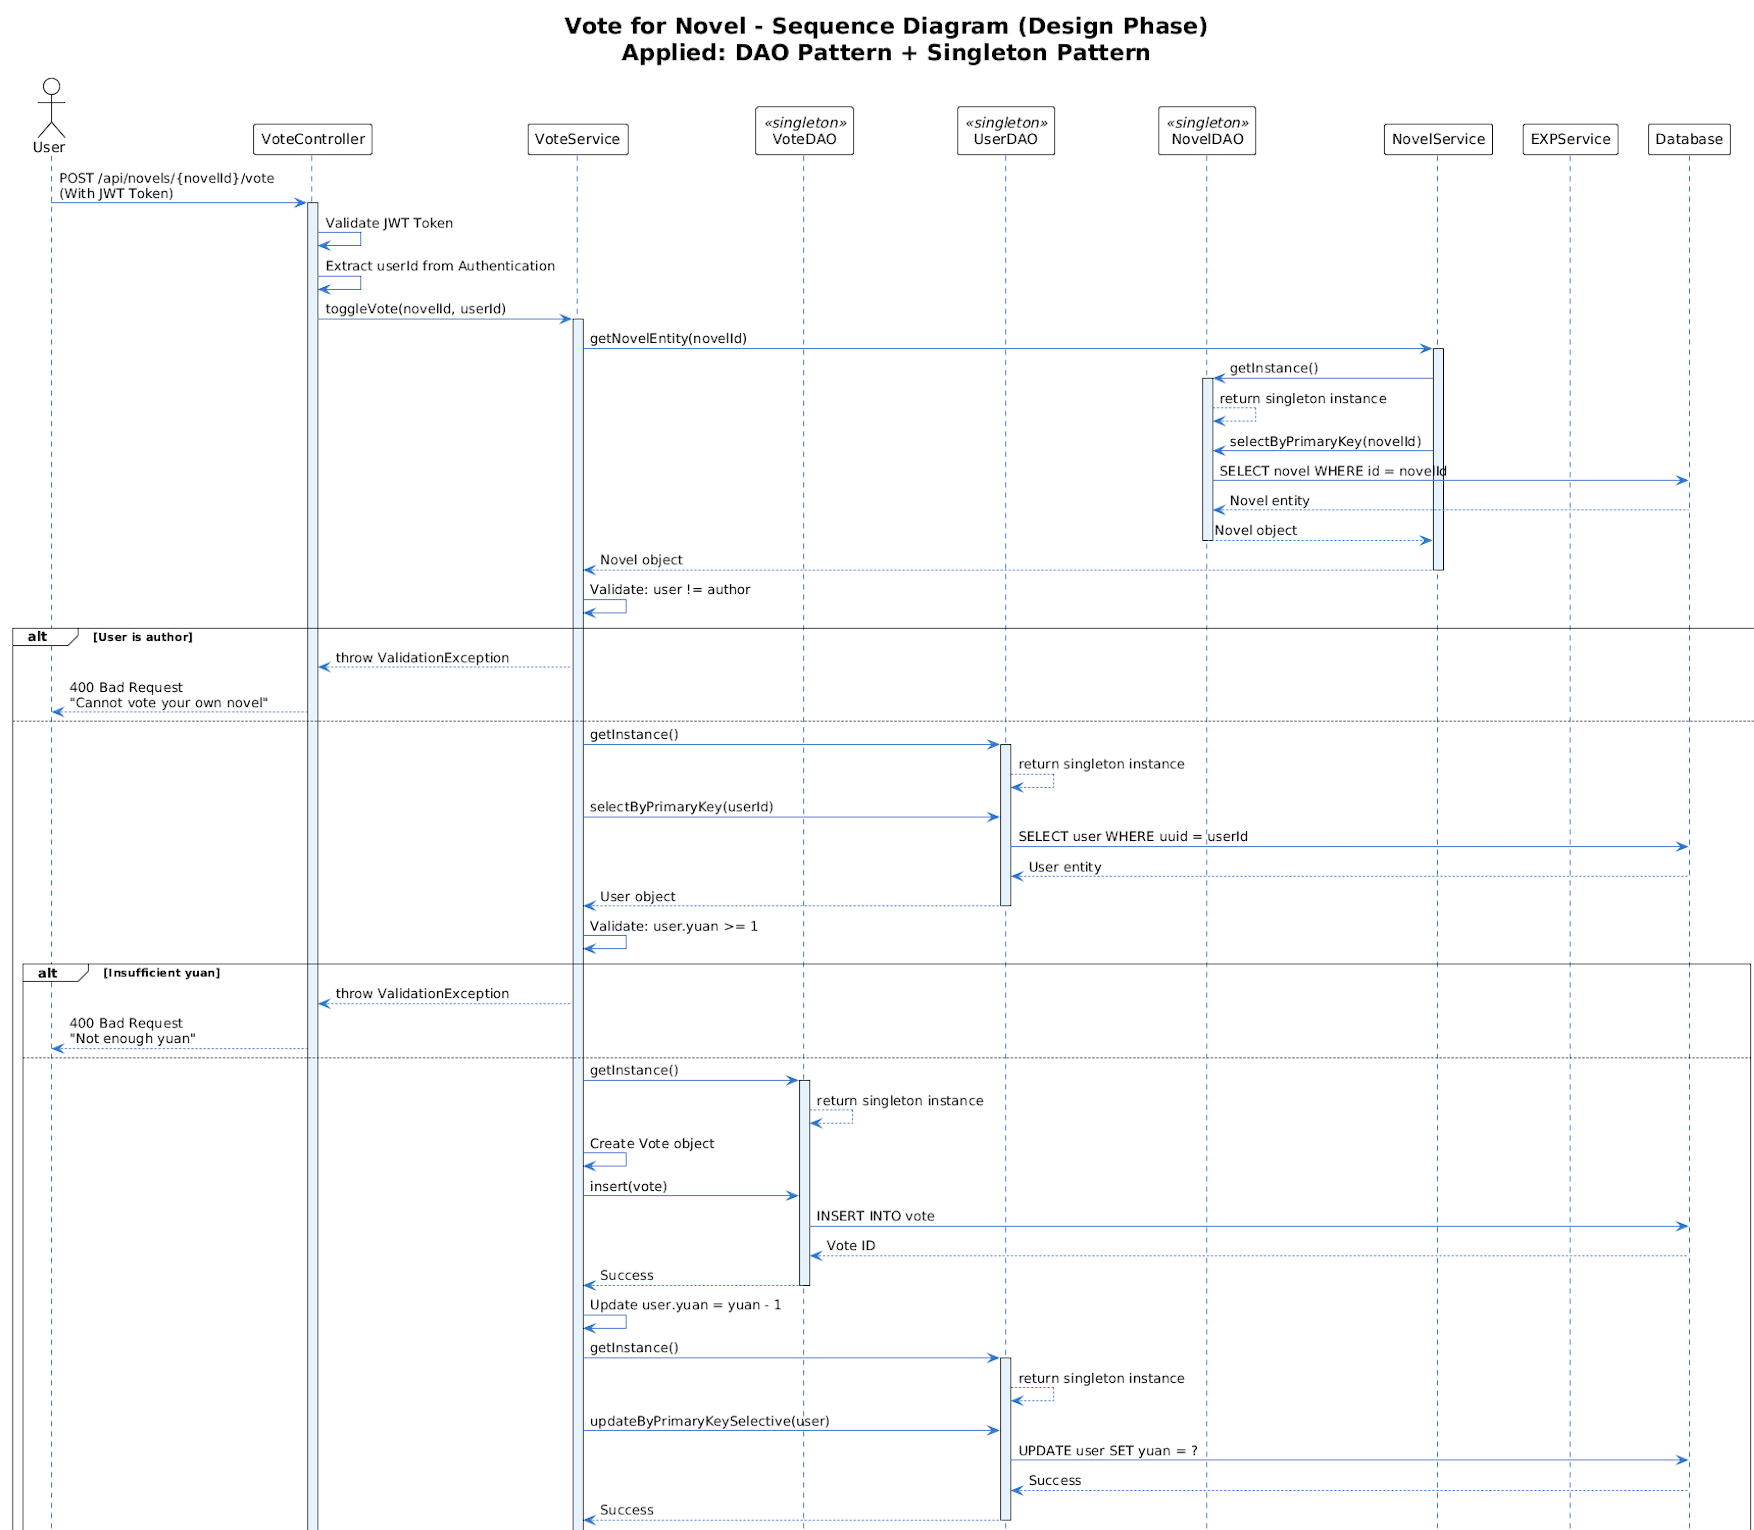 Vote for Novel - Sequence Diagram (Design Phase)
Applied: DAO Pattern + Singleton Pattern
User
VoteController
VoteService
«singleton»
VoteDAO
«singleton»
UserDAO
«singleton»
NovelDAO
NovelService
EXPService
Database
POST /api/novels/{novelId}/vote
(With JWT Token)
Validate JWT Token
Extract userId from Authentication
toggleVote(novelId, userId)
getNovelEntity(novelId)
getInstance()
return singleton instance
selectByPrimaryKey(novelId)
SELECT novel WHERE id = novelId
Novel entity
Novel object
Novel object
Validate: user != author
alt [User is author]
throw ValidationException
400 Bad Request
"Cannot vote your own novel"
getInstance()
return singleton instance
selectByPrimaryKey(userId)
SELECT user WHERE uuid = userId
User entity
User object
Validate: user.yuan >= 1
alt [Insufficient yuan]
throw ValidationException
400 Bad Request
"Not enough yuan"
getInstance()
return singleton instance
Create Vote object
insert(vote)
INSERT INTO vote
Vote ID
Success
Update user.yuan = yuan - 1
getInstance()
return singleton instance
updateByPrimaryKeySelective(user)
UPDATE user SET yuan = ?
Success
Success